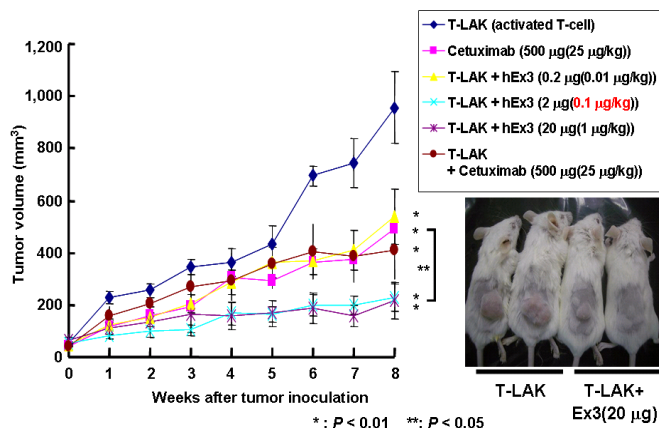 T-LAK (activated T-cell)
Cetuximab (500 μg(25 μg/kg))
T-LAK + hEx3 (0.2 μg(0.01 μg/kg))
T-LAK + hEx3 (2 μg(0.1 μg/kg))
T-LAK + hEx3 (20 μg(1 μg/kg))
T-LAK
+ Cetuximab (500 μg(25 μg/kg))
Tumor volume (mm³)
1,200
1,000
800
600
400
200
0
0 1 2 3 4 5 6 7 8
Weeks after tumor inoculation
*
*
*
**
*
*
* : P < 0.01 **: P < 0.05
T-LAK
T-LAK+
Ex3(20 μg)